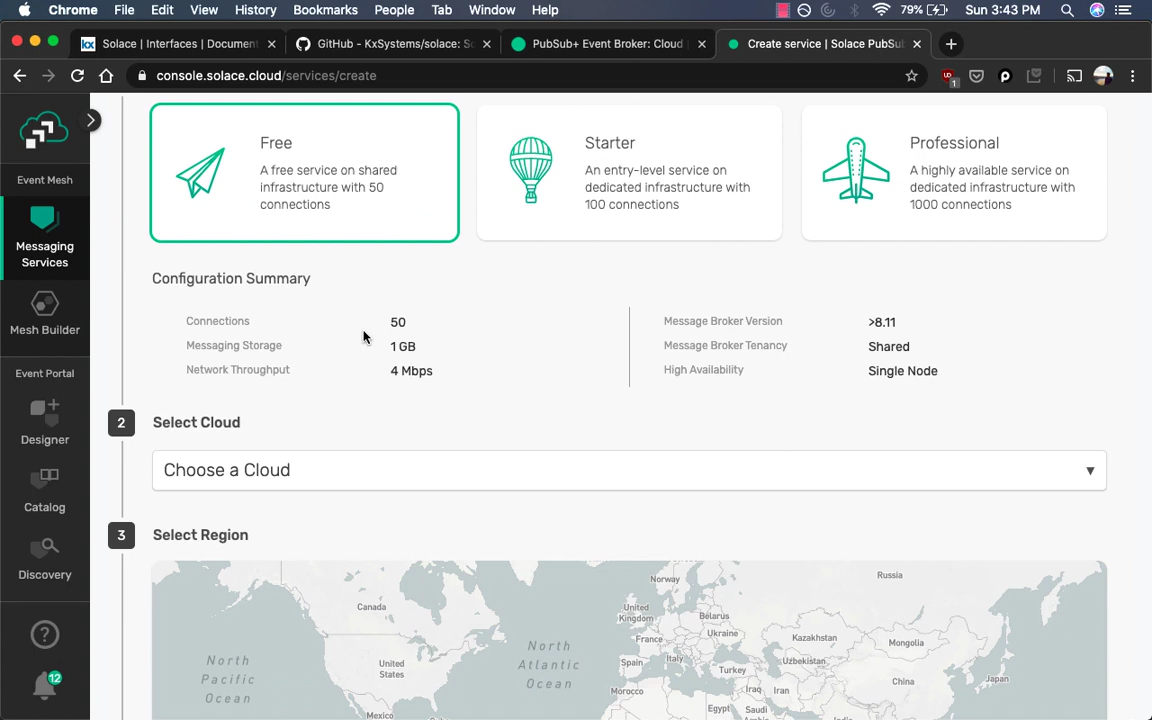 Chrome File Edit View History Bookmarks People Tab Window Help 79% Sun 3:43 PM
Solace | Interfaces | Document
GitHub - KxSystems/solace: Sc
PubSub+ Event Broker: Cloud
Create service | Solace PubSu
console.solace.cloud/services/create
1
Event Mesh
Messaging
Services
Mesh Builder
Event Portal
Designer
Catalog
Discovery
?
12
Free
A free service on shared
infrastructure with 50
connections
Starter
An entry-level service on
dedicated infrastructure with
100 connections
Professional
A highly available service on
dedicated infrastructure with
1000 connections
Configuration Summary
Connections 50
Messaging Storage 1 GB
Network Throughput 4 Mbps
Message Broker Version >8.11
Message Broker Tenancy Shared
High Availability Single Node
2 Select Cloud
Choose a Cloud
3 Select Region
Norway
Russia
Canada
United
Kingdom
Belarus
France
Ukraine
Kazakhstan
Mongolia
North
Pacific
Ocean
United
States
North
Atlantic
Ocean
Spain
Italy
Turkey
Uzbekistan
China
Japan
Morocco
Iraq
Iran
Mexico
Egypt
Saudi